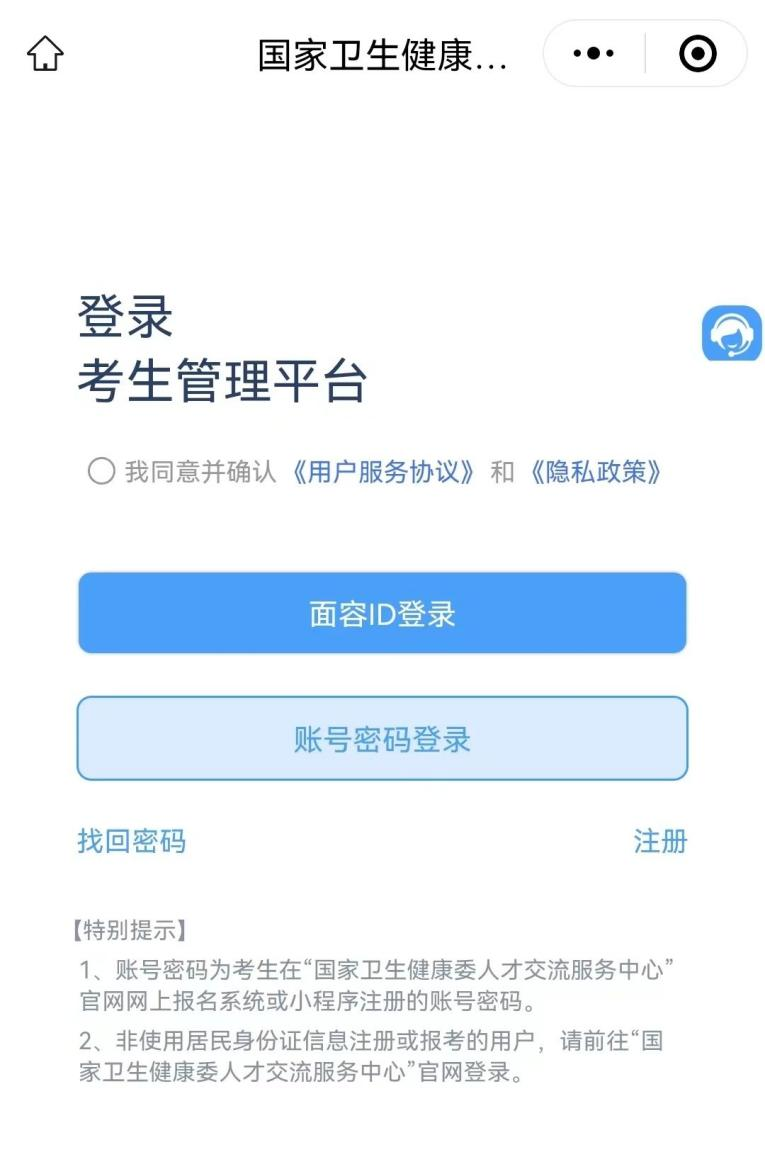 国家卫生健康...
登录
考生管理平台
我同意并确认《用户服务协议》和《隐私政策》
面容ID登录
账号密码登录
找回密码 注册
【特别提示】
1、账号密码为考生在“国家卫生健康委人才交流服务中心”
官网网上报名系统或小程序注册的账号密码。
2、非使用居民身份证信息注册或报考的用户，请前往“国
家卫生健康委人才交流服务中心”官网登录。